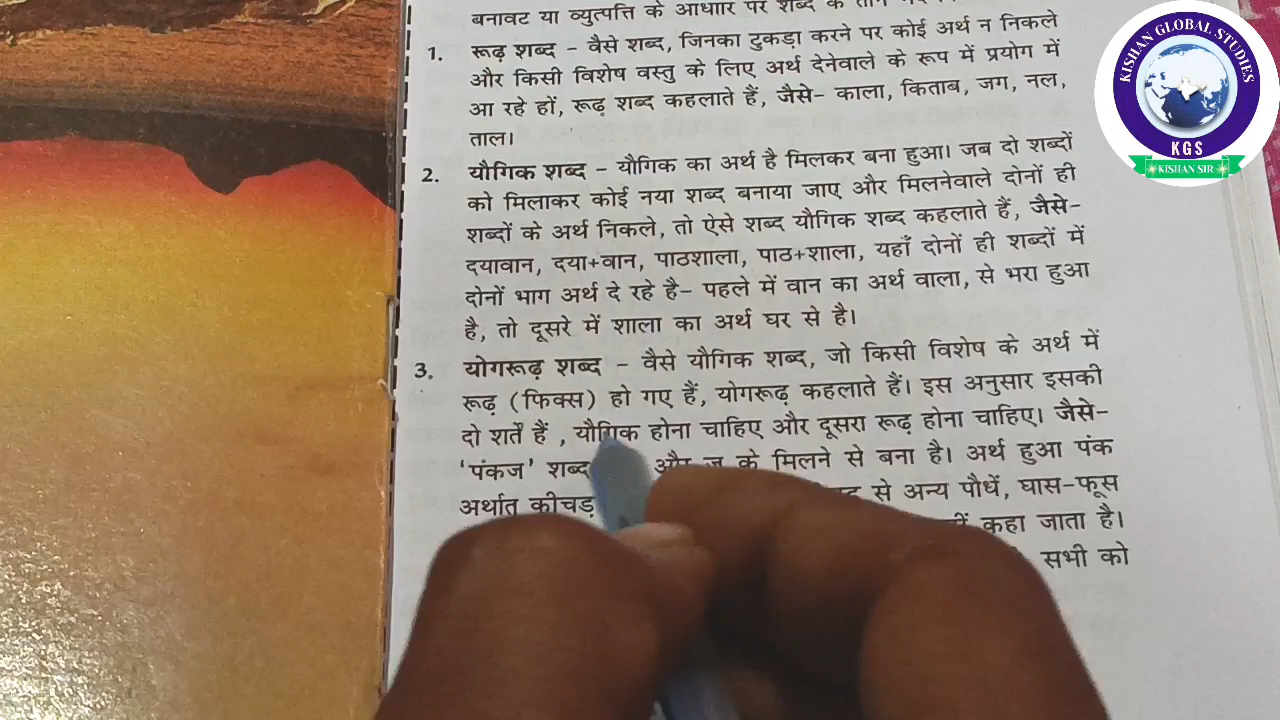 बनावट या व्युत्पत्ति के आधाार पर शब्द के तीन
1. रूढ़ शब्द – वैसे शब्द, जिनका टुकड़ा करने पर कोई अर्थ न निकले
और किसी विशेष वस्तु के लिए अर्थ देनेवाले के रूप में प्रयोग में
आ रहे हों, रूढ़ शब्द कहलाते हैं, जैसे– काला, किताब, जग, नल,
ताल।
2. यौगिक शब्द – यौगिक का अर्थ है मिलकर बना हुआ। जब दो शब्दों
को मिलाकर कोई नया शब्द बनाया जाए और मिलनेवाले दोनों ही
शब्दों के अर्थ निकले, तो ऐसे शब्द यौगिक शब्द कहलाते हैं, जैसे–
दयावान, दया+वान, पाठशाला, पाठ+शाला, यहाँ दोनों ही शब्दों में
दोनों भाग अर्थ दे रहे है– पहले में वान का अर्थ वाला, से भरा हुआ
है, तो दूसरे में शाला का अर्थ घर से है।
3. योगरूढ़ शब्द – वैसे यौगिक शब्द, जो किसी विशेष के अर्थ में
रूढ़ (फिक्स) हो गए हैं, योगरूढ़ कहलाते हैं। इस अनुसार इसकी
दो शर्तें हैं , यौगिक होना चाहिए और दूसरा रूढ़ होना चाहिए। जैसे–
'पंकज' शब्द और ज के मिलने से बना है। अर्थ हुआ पंक
अर्थात कीचड़ से अन्य पौधें, घास-फूस
कहा जाता है।
सभी को
KISHAN GLOBAL STUDIES
KGS
KISHAN SIR